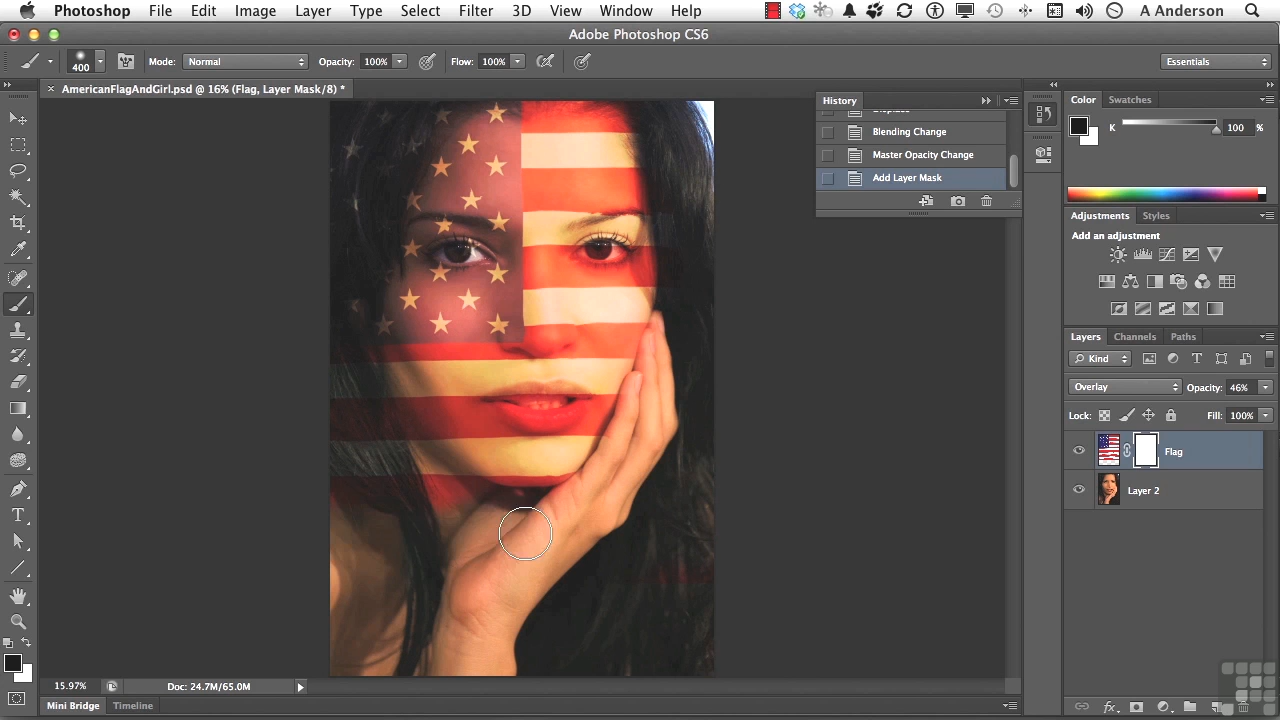 Photoshop File Edit Image Layer Type Select Filter 3D View Window Help A Anderson
Adobe Photoshop CS6
400 Mode: Normal Opacity: 100% Flow: 100% Essentials
× AmericanFlagAndGirl.psd @ 16% (Flag, Layer Mask/8) *
History
Blending Change
Master Opacity Change
Add Layer Mask
Color Swatches
K 100 %
Adjustments Styles
Add an adjustment
Layers Channels Paths
Kind
Overlay Opacity: 46%
Lock: Fill: 100%
Flag
Layer 2
15.97% Doc: 24.7M/65.0M
Mini Bridge Timeline